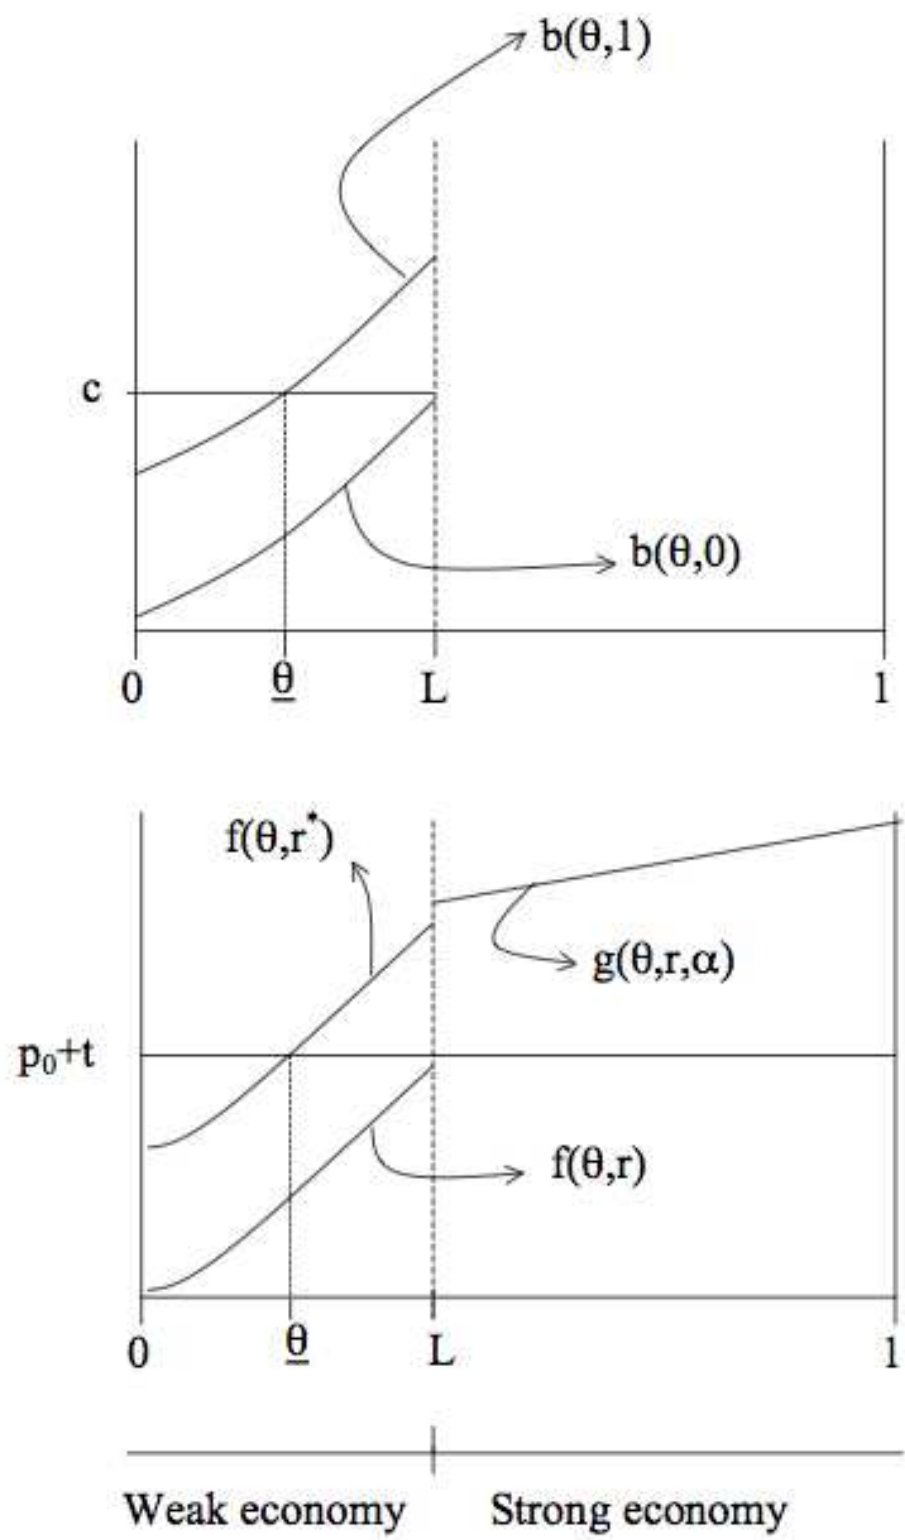 b(θ,1)
c
b(θ,0)
0 θ L 1
f(θ,r*)
g(θ,r,α)
p₀+t
f(θ,r)
0 θ L 1
Weak economy Strong economy